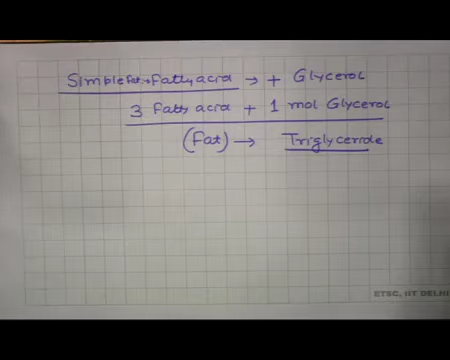 Simple fat → Fatty acid → + Glycerol
3 Fatty acid + 1 mol Glycerol
(Fat) → Triglyceride
ETSC, IIT DELHI